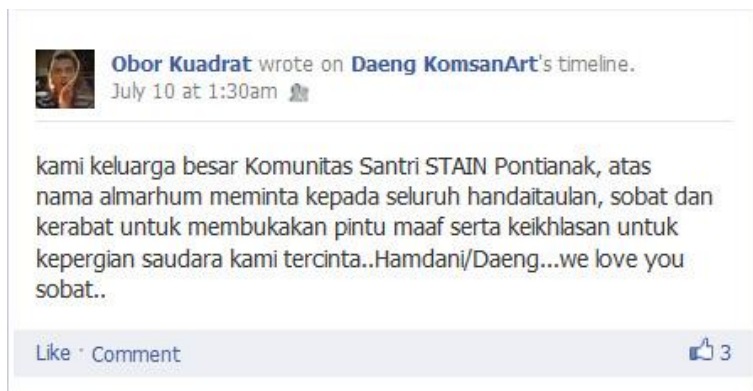 Obor Kuadrat wrote on Daeng KomsanArt's timeline.
July 10 at 1:30am
kami keluarga besar Komunitas Santri STAIN Pontianak, atas
nama almarhum meminta kepada seluruh handaitaulan, sobat dan
kerabat untuk membukakan pintu maaf serta keikhlasan untuk
kepergian saudara kami tercinta..Hamdani/Daeng...we love you
sobat..
Like · Comment 3